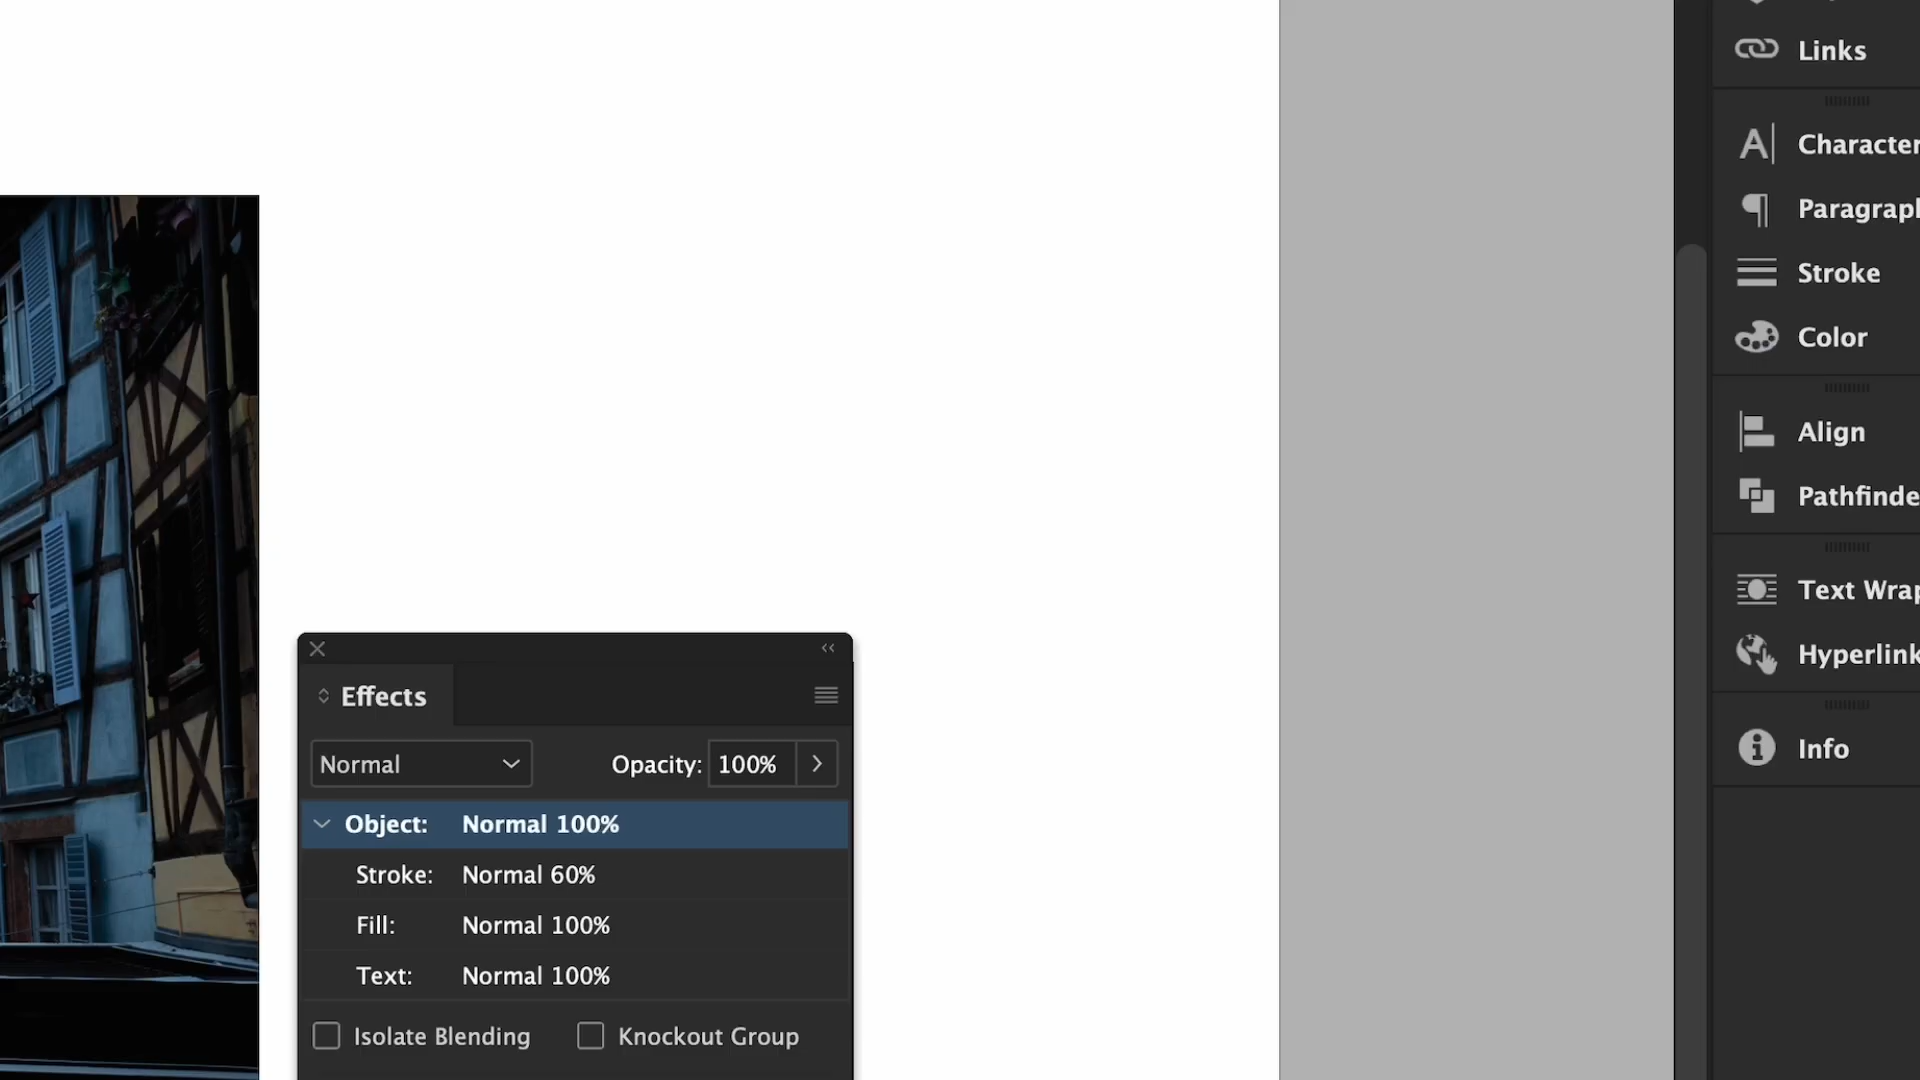 Links
Character
Paragraph
Stroke
Color
Align
Pathfinde
Text Wrap
Hyperlink
Info
Effects
Normal
Opacity: 100%
Object: Normal 100%
Stroke: Normal 60%
Fill: Normal 100%
Text: Normal 100%
Isolate Blending
Knockout Group